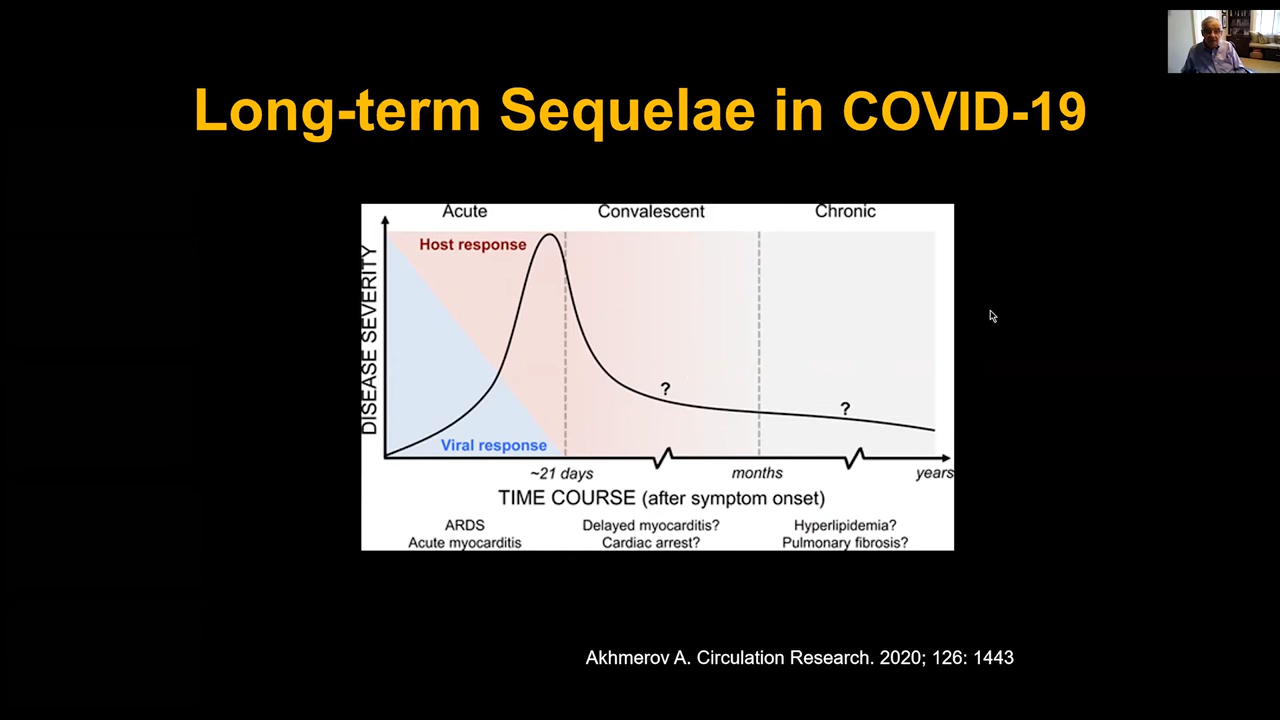 Long-term Sequelae in COVID-19
Acute Convalescent Chronic
Host response
DISEASE SEVERITY
? ?
Viral response
~21 days months years
TIME COURSE (after symptom onset)
ARDS Delayed myocarditis? Hyperlipidemia?
Acute myocarditis Cardiac arrest? Pulmonary fibrosis?
Akhmerov A. Circulation Research. 2020; 126: 1443